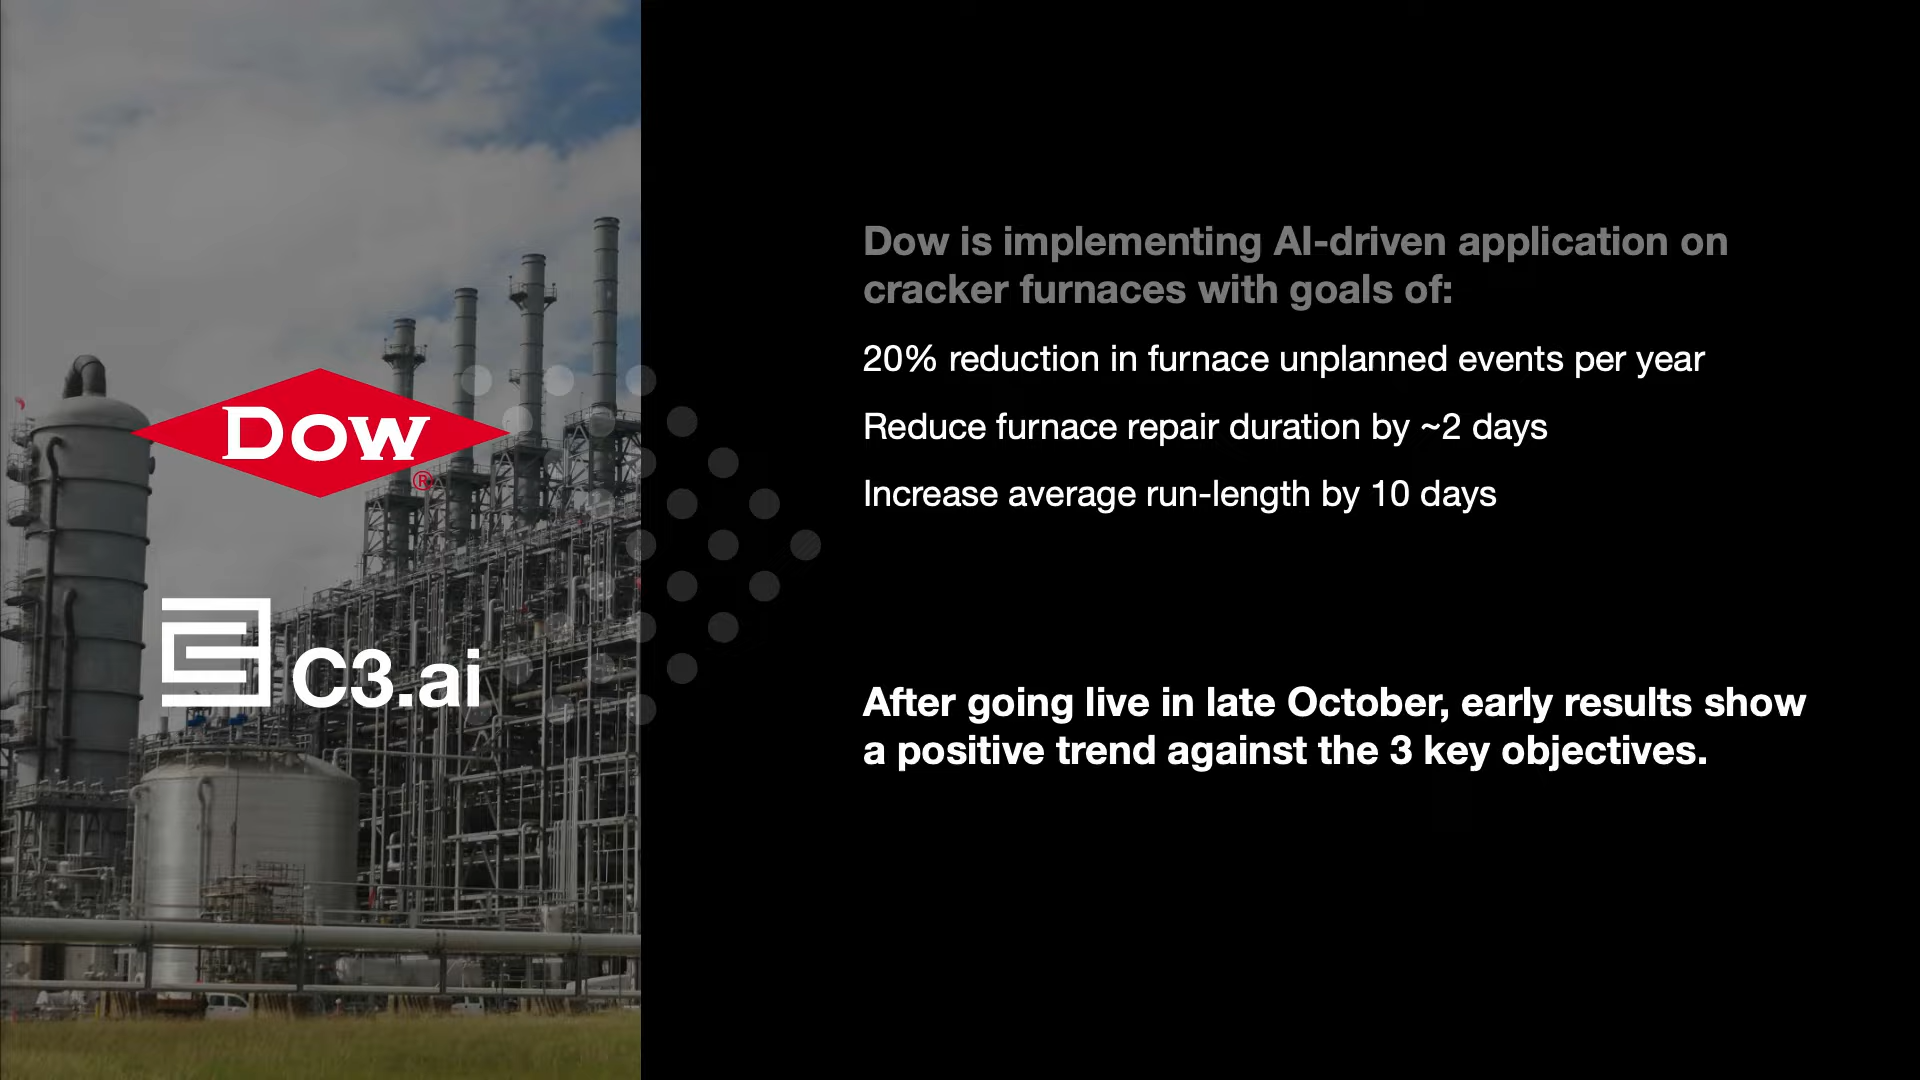 Dow
®
C3.ai
Dow is implementing AI-driven application on
cracker furnaces with goals of:
20% reduction in furnace unplanned events per year
Reduce furnace repair duration by ~2 days
Increase average run-length by 10 days
After going live in late October, early results show
a positive trend against the 3 key objectives.